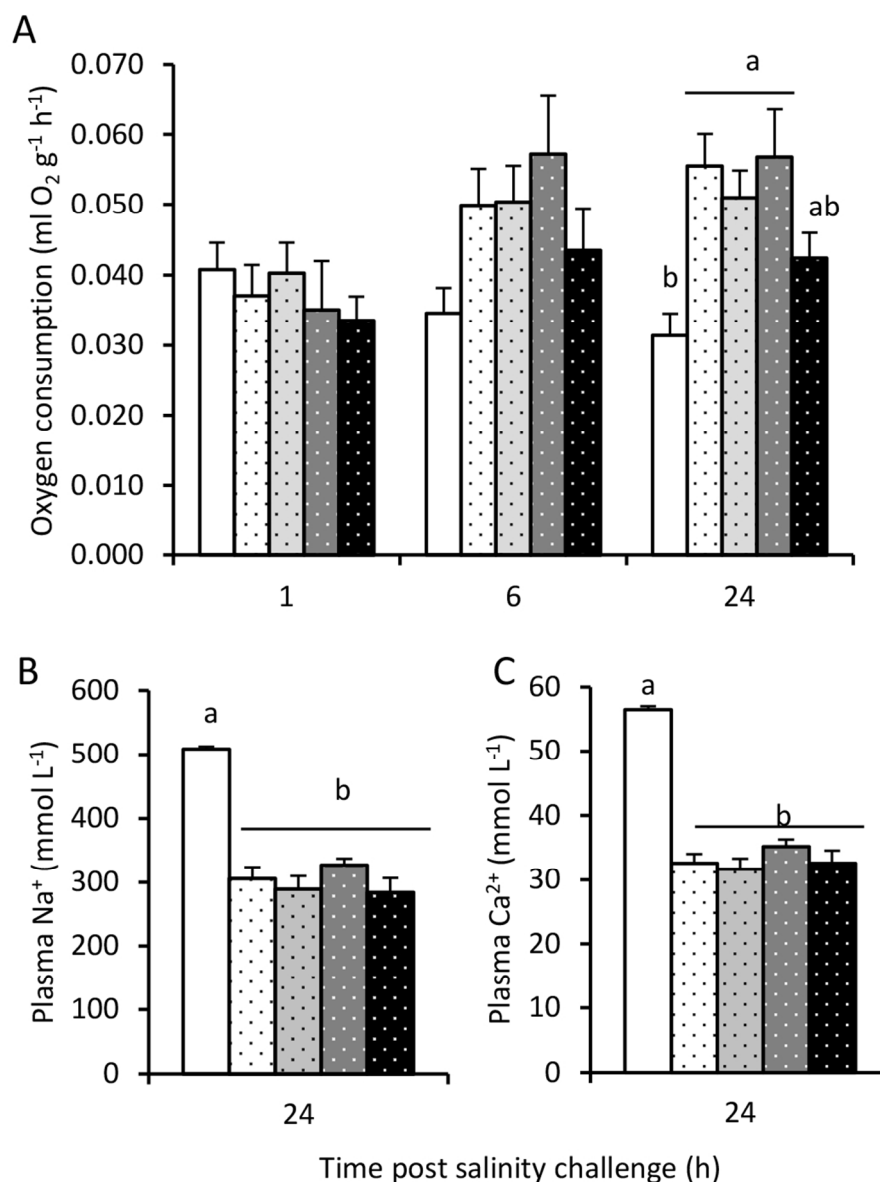 A
Oxygen consumption (ml O₂ g⁻¹ h⁻¹)
0.070
0.060
0.050
0.040
0.030
0.020
0.010
0.000
a
ab
b
1 6 24
B
Plasma Na⁺ (mmol L⁻¹)
600
500
400
300
200
100
0
a
b
24
C
Plasma Ca²⁺ (mmol L⁻¹)
60
50
40
30
20
10
0
a
b
24
Time post salinity challenge (h)